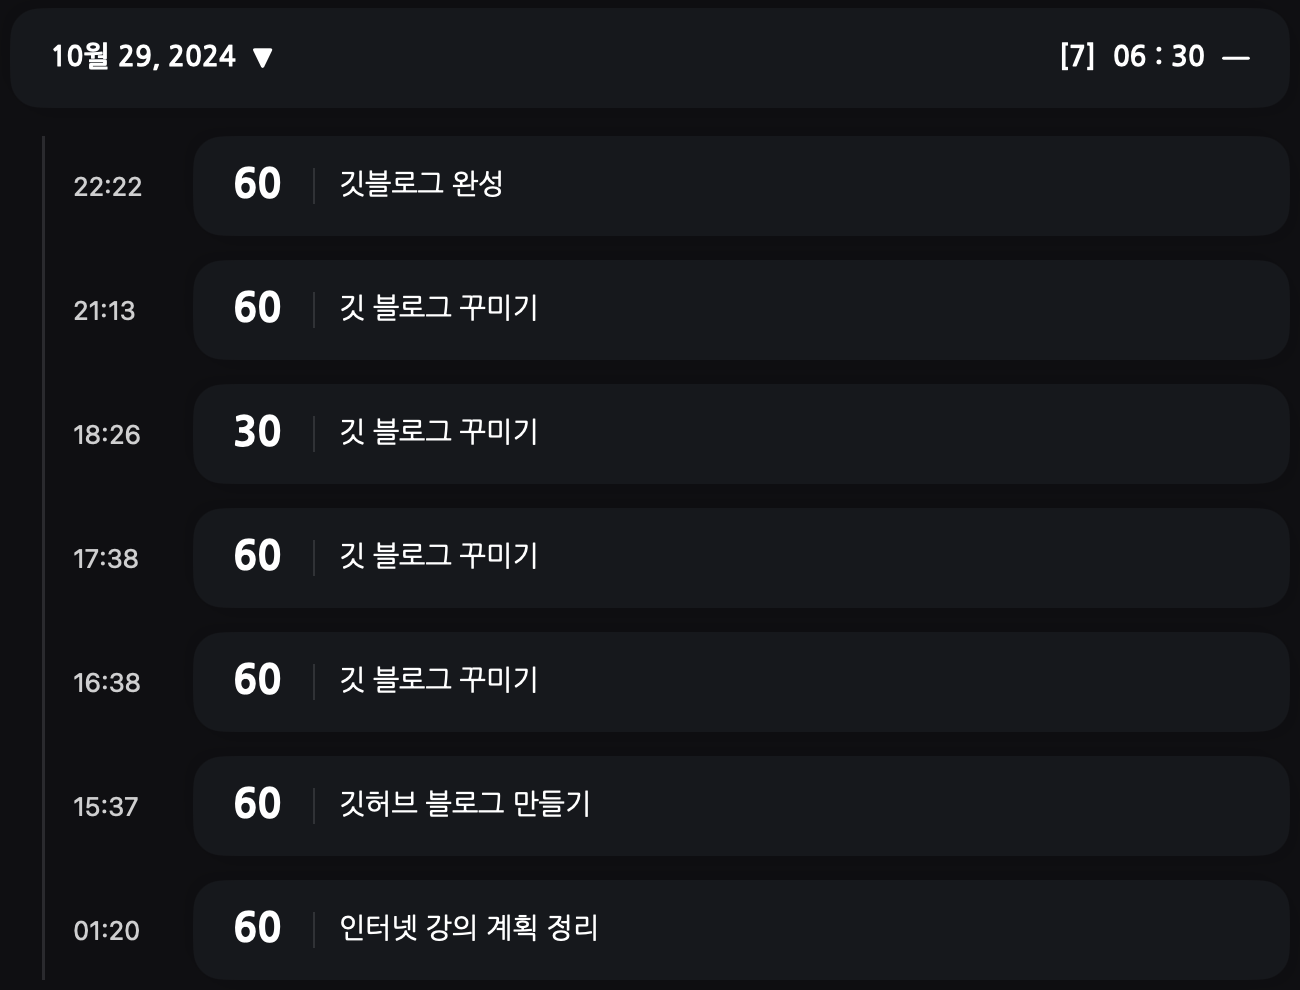 10월 29, 2024 ▼ [7] 06 : 30 —
22:22 60 깃블로그 완성
21:13 60 깃 블로그 꾸미기
18:26 30 깃 블로그 꾸미기
17:38 60 깃 블로그 꾸미기
16:38 60 깃 블로그 꾸미기
15:37 60 깃허브 블로그 만들기
01:20 60 인터넷 강의 계획 정리